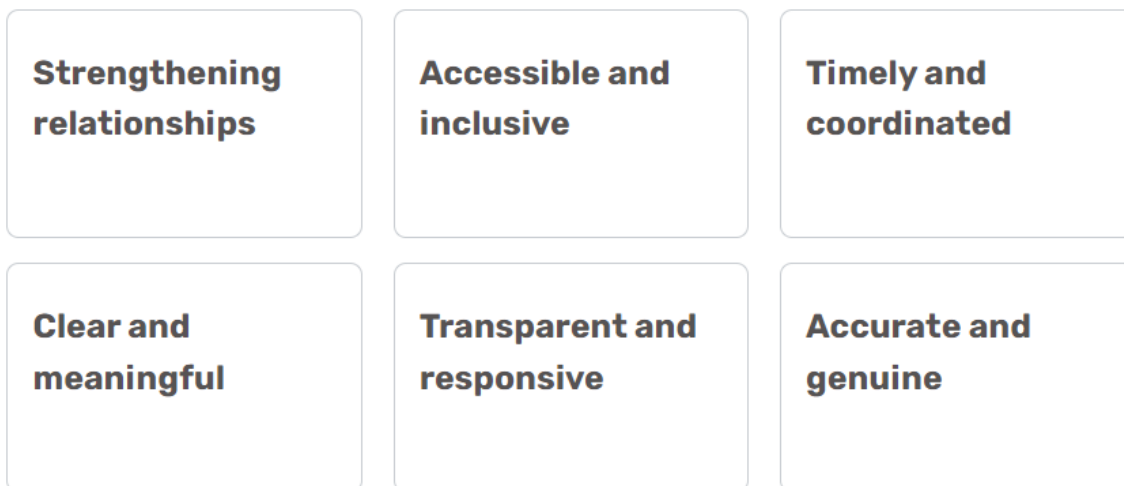 Strengthening
relationships
Accessible and
inclusive
Timely and
coordinated
Clear and
meaningful
Transparent and
responsive
Accurate and
genuine